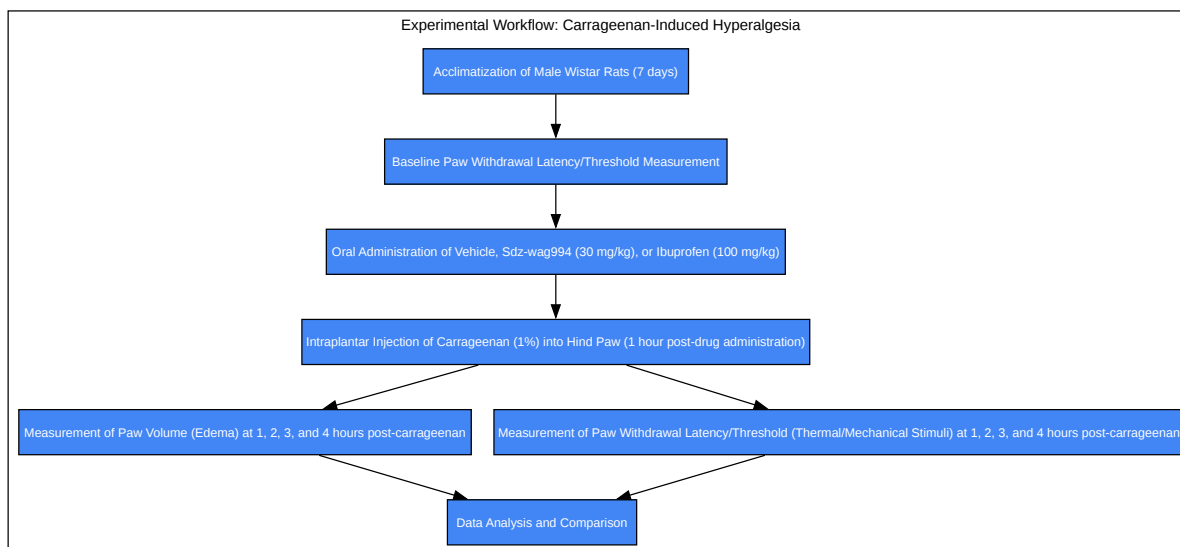 Experimental Workflow: Carrageenan-Induced Hyperalgesia
Acclimatization of Male Wistar Rats (7 days)
Baseline Paw Withdrawal Latency/Threshold Measurement
Oral Administration of Vehicle, Sdz-wag994 (30 mg/kg), or Ibuprofen (100 mg/kg)
Intraplantar Injection of Carrageenan (1%) into Hind Paw (1 hour post-drug administration)
Measurement of Paw Volume (Edema) at 1, 2, 3, and 4 hours post-carrageenan
Measurement of Paw Withdrawal Latency/Threshold (Thermal/Mechanical Stimuli) at 1, 2, 3, and 4 hours post-carrageenan
Data Analysis and Comparison